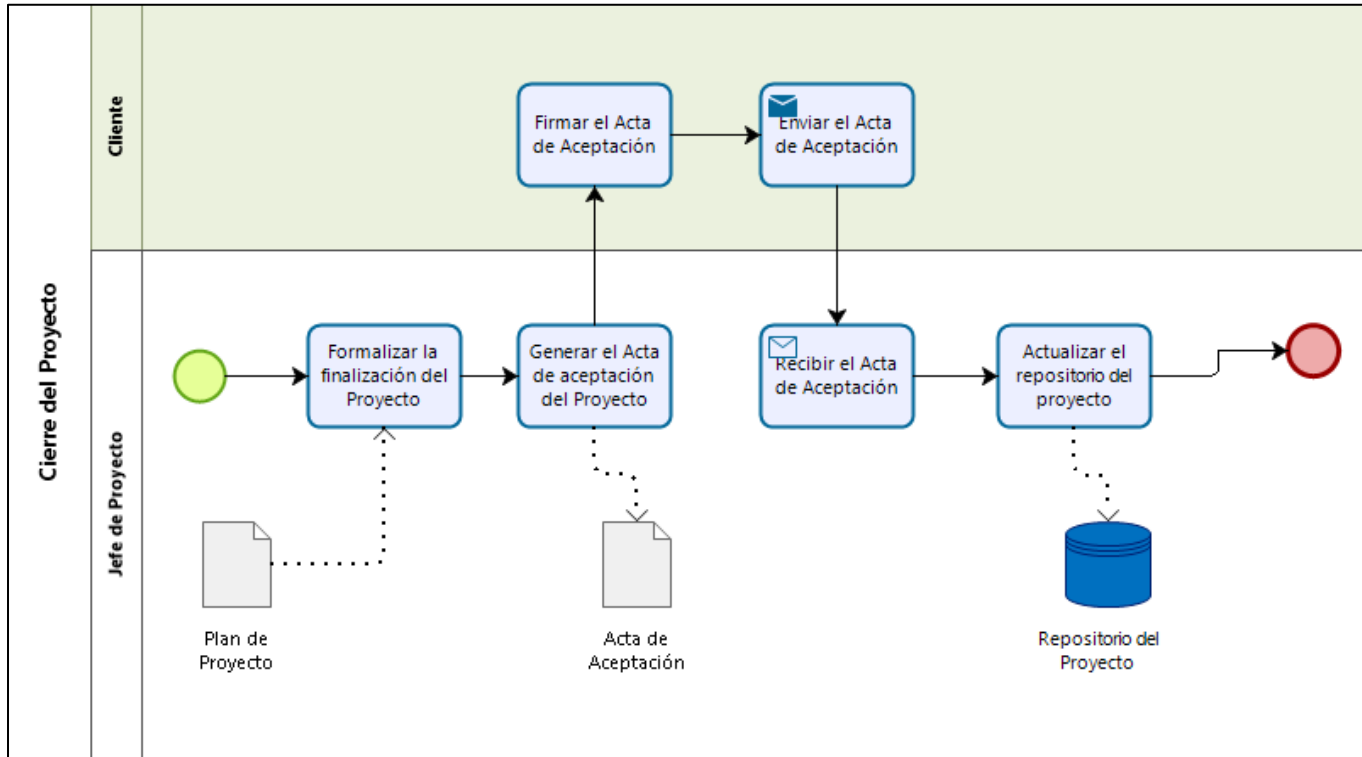 Cierre del Proyecto
Cliente
Firmar el Acta
de Aceptación
Enviar el Acta
de Aceptación
Jefe de Proyecto
Formalizar la
finalización del
Proyecto
Generar el Acta
de aceptación
del Proyecto
Recibir el Acta
de Aceptación
Actualizar el
repositorio del
proyecto
Plan de
Proyecto
Acta de
Aceptación
Repositorio del
Proyecto